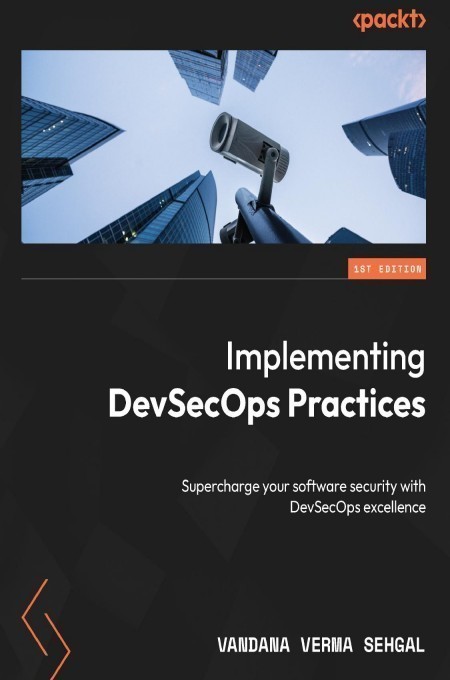 <packt>
1ST EDITION
Implementing
DevSecOps Practices
Supercharge your software security with
DevSecOps excellence
VANDANA VERMA SEHGAL